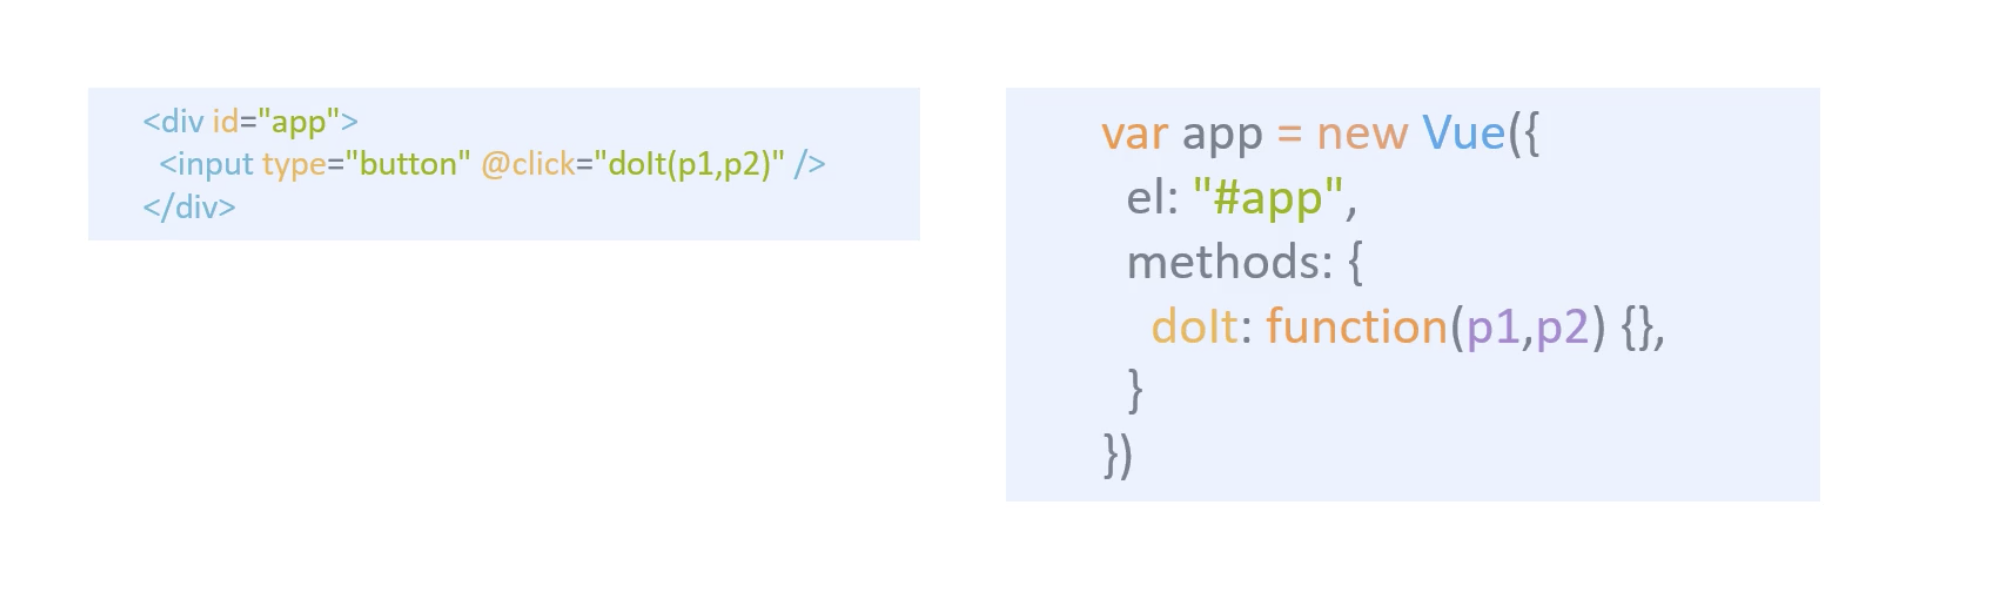 <div id="app">
<input type="button" @click="doIt(p1,p2)" />
</div>
var app = new Vue({
el: "#app",
methods: {
doIt: function(p1,p2) {},
}
})